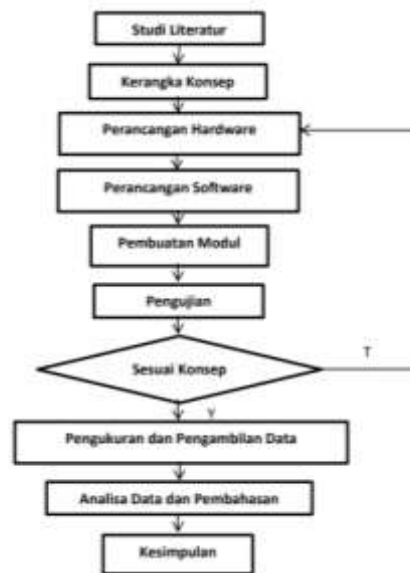 Studi Literatur
Kerangka Konsep
Perancangan Hardware
Perancangan Software
Pembuatan Modul
Pengujian
Sesuai Konsep
T
Y
Pengukuran dan Pengambilan Data
Analisa Data dan Pembahasan
Kesimpulan